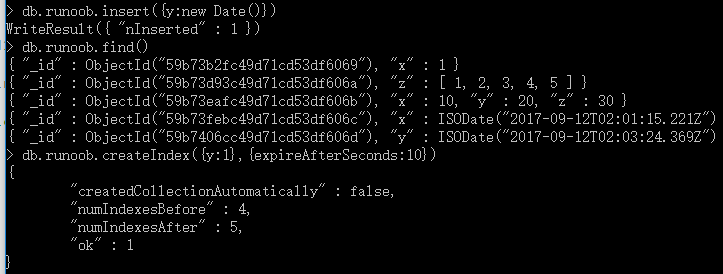 > db.runoob.insert({y:new Date()})
WriteResult({ "nInserted" : 1 })
> db.runoob.find()
{ "_id" : ObjectId("59b73b2fc49d71cd53df6069"), "x" : 1 }
{ "_id" : ObjectId("59b73d93c49d71cd53df606a"), "z" : [ 1, 2, 3, 4, 5 ] }
{ "_id" : ObjectId("59b73eafc49d71cd53df606b"), "x" : 10, "y" : 20, "z" : 30 }
{ "_id" : ObjectId("59b73febc49d71cd53df606c"), "x" : ISODate("2017-09-12T02:01:15.221Z")
{ "_id" : ObjectId("59b7406cc49d71cd53df606d"), "y" : ISODate("2017-09-12T02:03:24.369Z")
> db.runoob.createIndex({y:1},{expireAfterSeconds:10})
{
"createdCollectionAutomatically" : false,
"numIndexesBefore" : 4,
"numIndexesAfter" : 5,
"ok" : 1
}